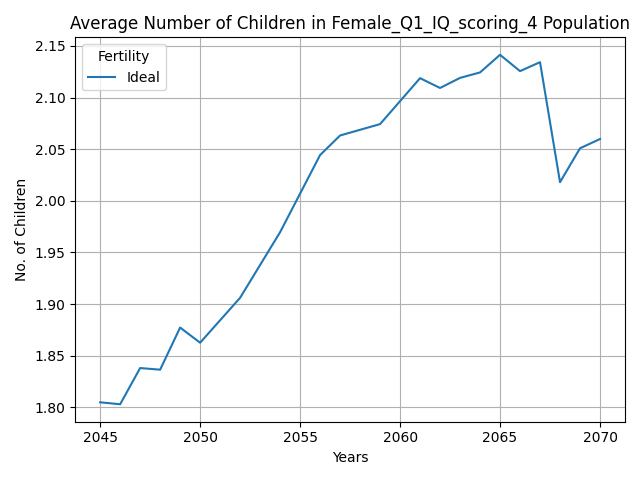 Average Number of Children in Female_Q1_IQ_scoring_4 Population
Fertility
Ideal
No. of Children
2.15
2.10
2.05
2.00
1.95
1.90
1.85
1.80
2045 2050 2055 2060 2065 2070
Years